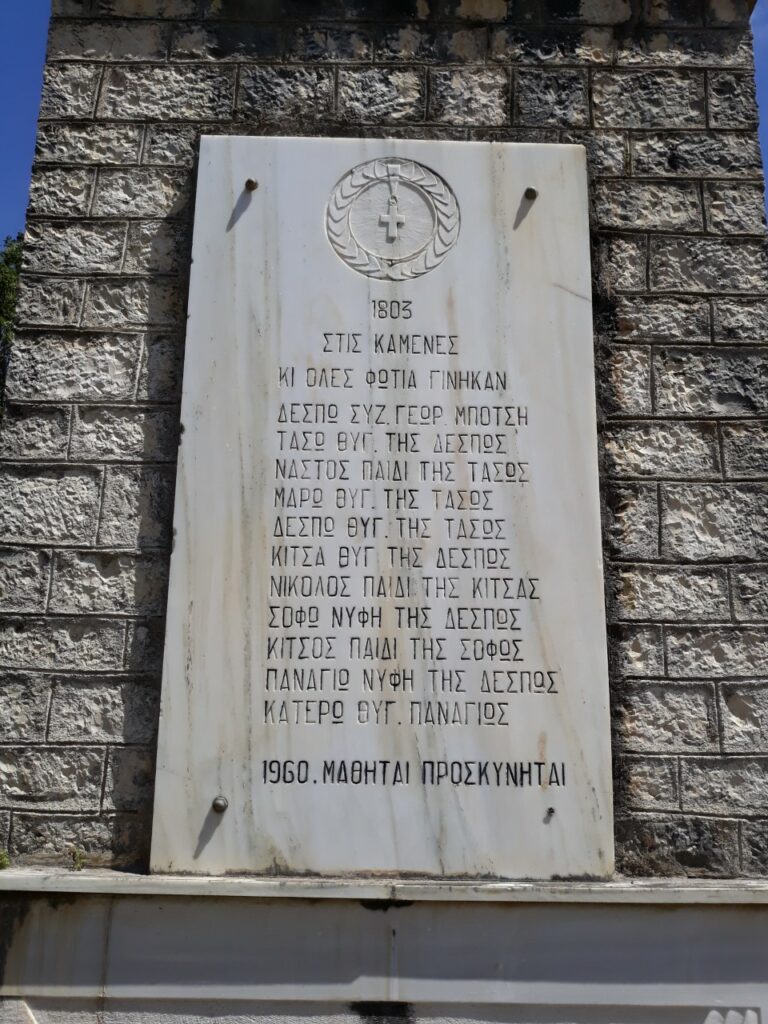 1803
ΣΤΙΣ ΚΑΜΕΝΕΣ
ΚΙ ΟΛΕΣ ΦΩΤΙΑ ΓΙΝΗΚΑΝ
ΔΕΣΠΩ ΣΥΖ. ΓΕΩΡ. ΜΠΟΤΣΗ
ΤΑΣΩ ΘΥΓ. ΤΗΣ ΔΕΣΠΩΣ
ΝΑΣΤΟΣ ΠΑΙΔΙ ΤΗΣ ΤΑΣΩΣ
ΜΑΡΩ ΘΥΓ. ΤΗΣ ΤΑΣΩΣ
ΔΕΣΠΩ ΘΥΓ. ΤΗΣ ΤΑΣΩΣ
ΚΙΤΣΑ ΘΥΓ. ΤΗΣ ΔΕΣΠΩΣ
ΝΙΚΟΛΟΣ ΠΑΙΔΙ ΤΗΣ ΚΙΤΣΑΣ
ΣΟΦΩ ΝΥΦΗ ΤΗΣ ΔΕΣΠΩΣ
ΚΙΤΣΟΣ ΠΑΙΔΙ ΤΗΣ ΣΟΦΩΣ
ΠΑΝΑΓΙΩ ΝΥΦΗ ΤΗΣ ΔΕΣΠΩΣ
ΚΑΤΕΡΩ ΘΥΓ. ΠΑΝΑΓΙΩΣ
1960. ΜΑΘΗΤΑΙ ΠΡΟΣΚΥΝΗΤΑΙ